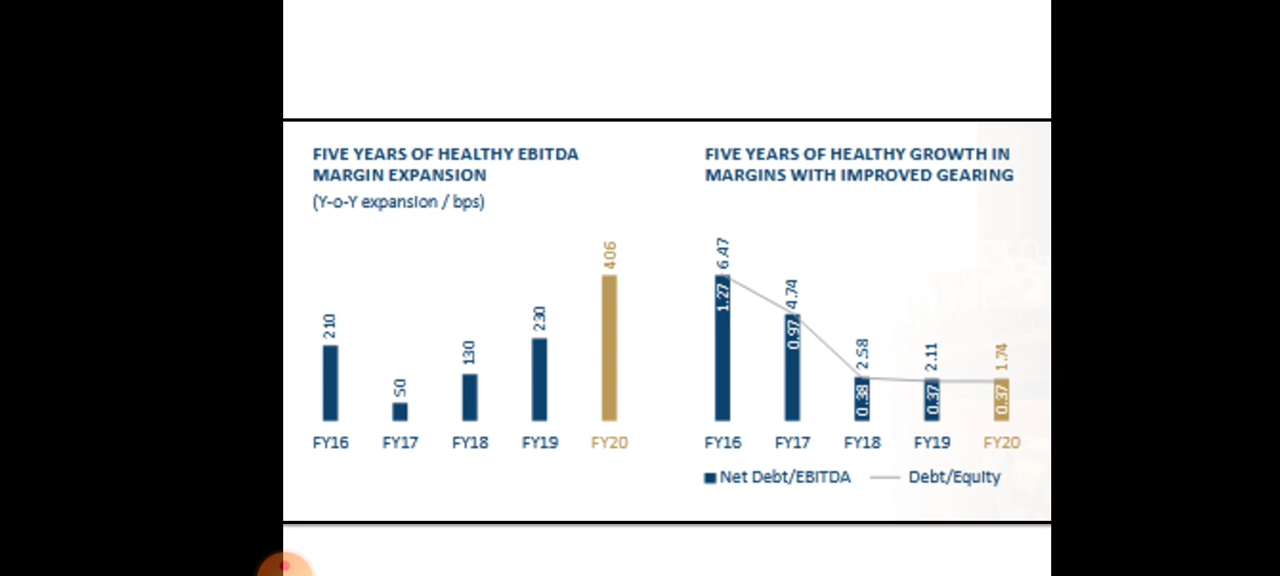 FIVE YEARS OF HEALTHY EBITDA
MARGIN EXPANSION
(Y-o-Y expansion / bps)
210
50
130
230
406
FY16
FY17
FY18
FY19
FY20
FIVE YEARS OF HEALTHY GROWTH IN
MARGINS WITH IMPROVED GEARING
6.47
4.74
2.58
2.11
1.74
1.27
0.97
0.38
0.37
0.37
FY16
FY17
FY18
FY19
FY20
Net Debt/EBITDA
Debt/Equity